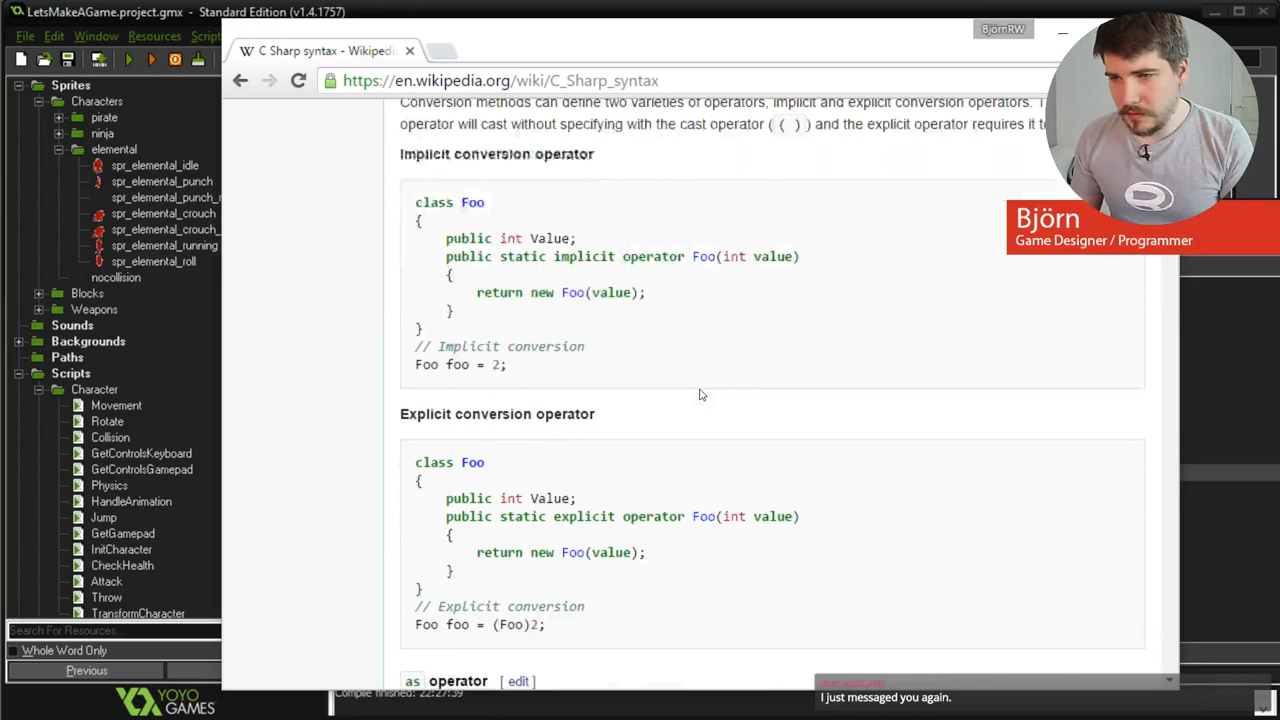 LetsMakeAGame.project.gmx - Standard Edition (v1.4.1757)
File Edit Window Resources Scrip
Sprites
Characters
pirate
ninja
elemental
spr_elemental_idle
spr_elemental_punch
spr_elemental_punch_r
spr_elemental_crouch
spr_elemental_crouch_
spr_elemental_running
spr_elemental_roll
nocollision
Blocks
Weapons
Sounds
Backgrounds
Paths
Scripts
Character
Movement
Rotate
Collision
GetControlsKeyboard
GetControlsGamepad
Physics
HandleAnimation
Jump
GetGamepad
InitCharacter
CheckHealth
Attack
Throw
TransformCharacter
Search For Resources...
Whole Word Only
Previous
YOYO
GAMES
BjörnRW
W C Sharp syntax - Wikipedi
https://en.wikipedia.org/wiki/C_Sharp_syntax
Conversion methods can define two varieties of operators, implicit and explicit conversion operators. T
operator will cast without specifying with the cast operator ( ( ) ) and the explicit operator requires it t
Implicit conversion operator
class Foo
{
public int Value;
public static implicit operator Foo(int value)
{
return new Foo(value);
}
}
// Implicit conversion
Foo foo = 2;
Explicit conversion operator
class Foo
{
public int Value;
public static explicit operator Foo(int value)
{
return new Foo(value);
}
}
// Explicit conversion
Foo foo = (Foo)2;
as operator [ edit ]
Björn
Game Designer / Programmer
Compile finished: 22:27:39
I just messaged you again.